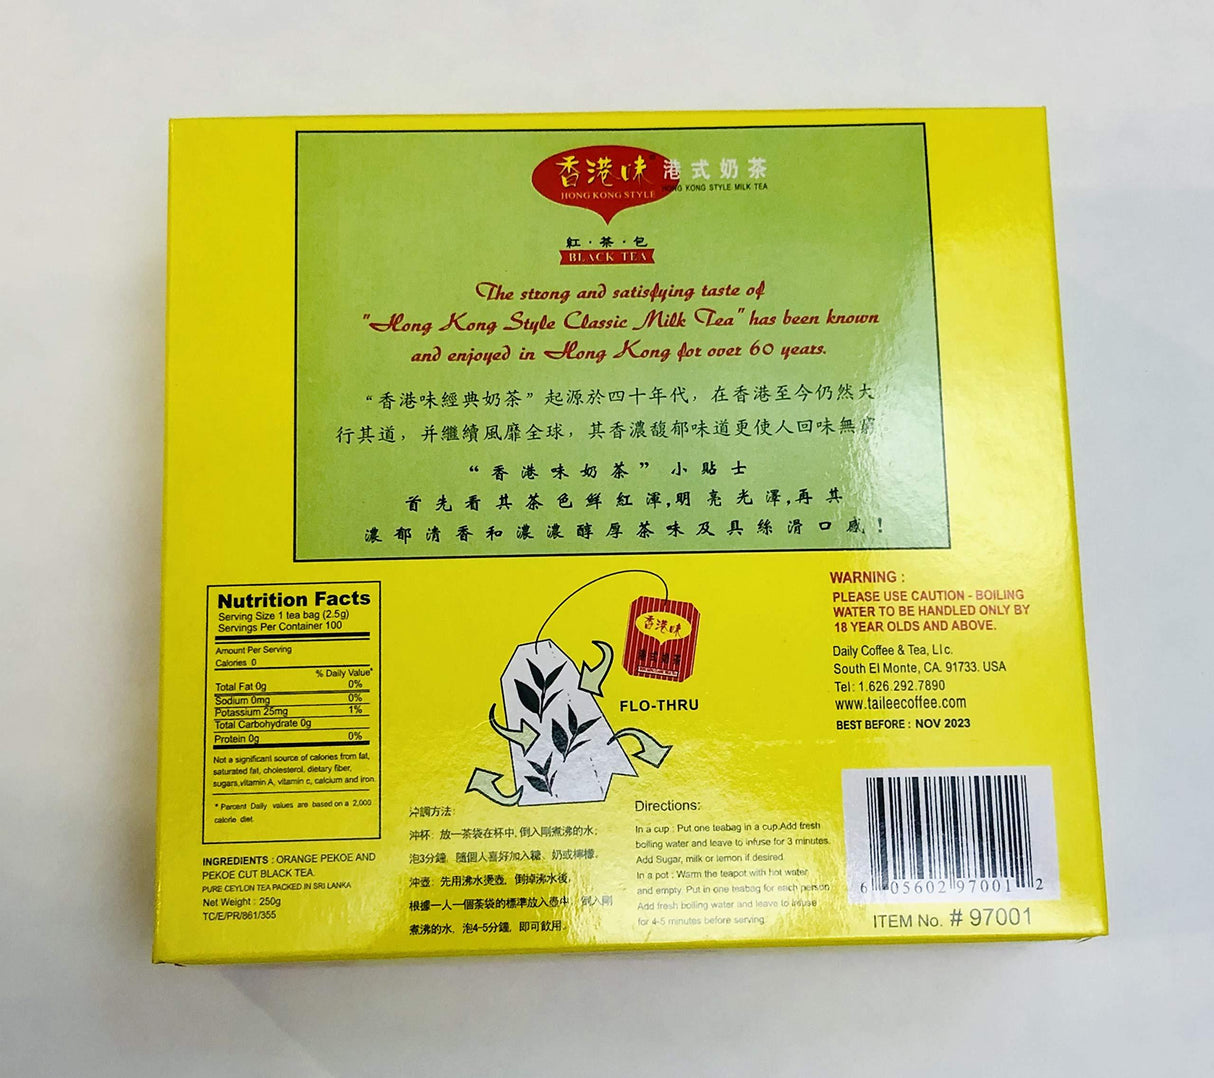 香港味®
HONG KONG STYLE
港式奶茶
HONG KONG STYLE MILK TEA
紅·茶·包
BLACK TEA
The strong and satisfying taste of
"Hong Kong Style Classic Milk Tea" has been known
and enjoyed in Hong Kong for over 60 years.
“香港味經典奶茶”起源於四十年代，在香港至今仍然大
行其道，并繼續風靡全球，其香濃馥郁味道更使人回味無窮
“香港味奶茶”小貼士
首先看其茶色鮮紅渾,明亮光澤,再其
濃郁清香和濃濃醇厚茶味及具絲滑口感!
Nutrition Facts
Serving Size 1 tea bag (2.5g)
Servings Per Container 100
Amount Per Serving
Calories 0
% Daily Value*
Total Fat 0g 0%
Sodium 0mg 0%
Potassium 25mg 1%
Total Carbohydrate 0g
Protein 0g 0%
Not a significant source of calories from fat,
saturated fat, cholesterol, dietary fiber,
sugars,vitamin A, vitamin c, calcium and iron.
* Percent Daily values are based on a 2,000
calorie diet.
INGREDIENTS : ORANGE PEKOE AND
PEKOE CUT BLACK TEA.
PURE CEYLON TEA PACKED IN SRI LANKA
Net Weight : 250g
TC/E/PR/861/355
香港味
港式奶茶
FLO-THRU
沖調方法:
沖杯: 放一茶袋在杯中, 倒入剛煮沸的水;
泡3分鐘, 隨個人喜好加入糖、奶或檸檬。
沖壺: 先用沸水燙壺, 倒掉沸水後,
根據一人一個茶袋的標準放入壺中, 倒入剛
煮沸的水, 泡4-5分鐘, 即可飲用。
Directions:
In a cup : Put one teabag in a cup.Add fresh
boiling water and leave to infuse for 3 minutes.
Add Sugar, milk or lemon if desired.
In a pot : Warm the teapot with hot water
and empty. Put in one teabag for each person
Add fresh boiling water and leave to infuse
for 4-5 minutes before serving.
WARNING :
PLEASE USE CAUTION - BOILING
WATER TO BE HANDLED ONLY BY
18 YEAR OLDS AND ABOVE.
Daily Coffee & Tea, Llc.
South El Monte, CA. 91733. USA
Tel: 1.626.292.7890
www.taileecoffee.com
BEST BEFORE : NOV 2023
6 05602 97001 2
ITEM No. # 97001